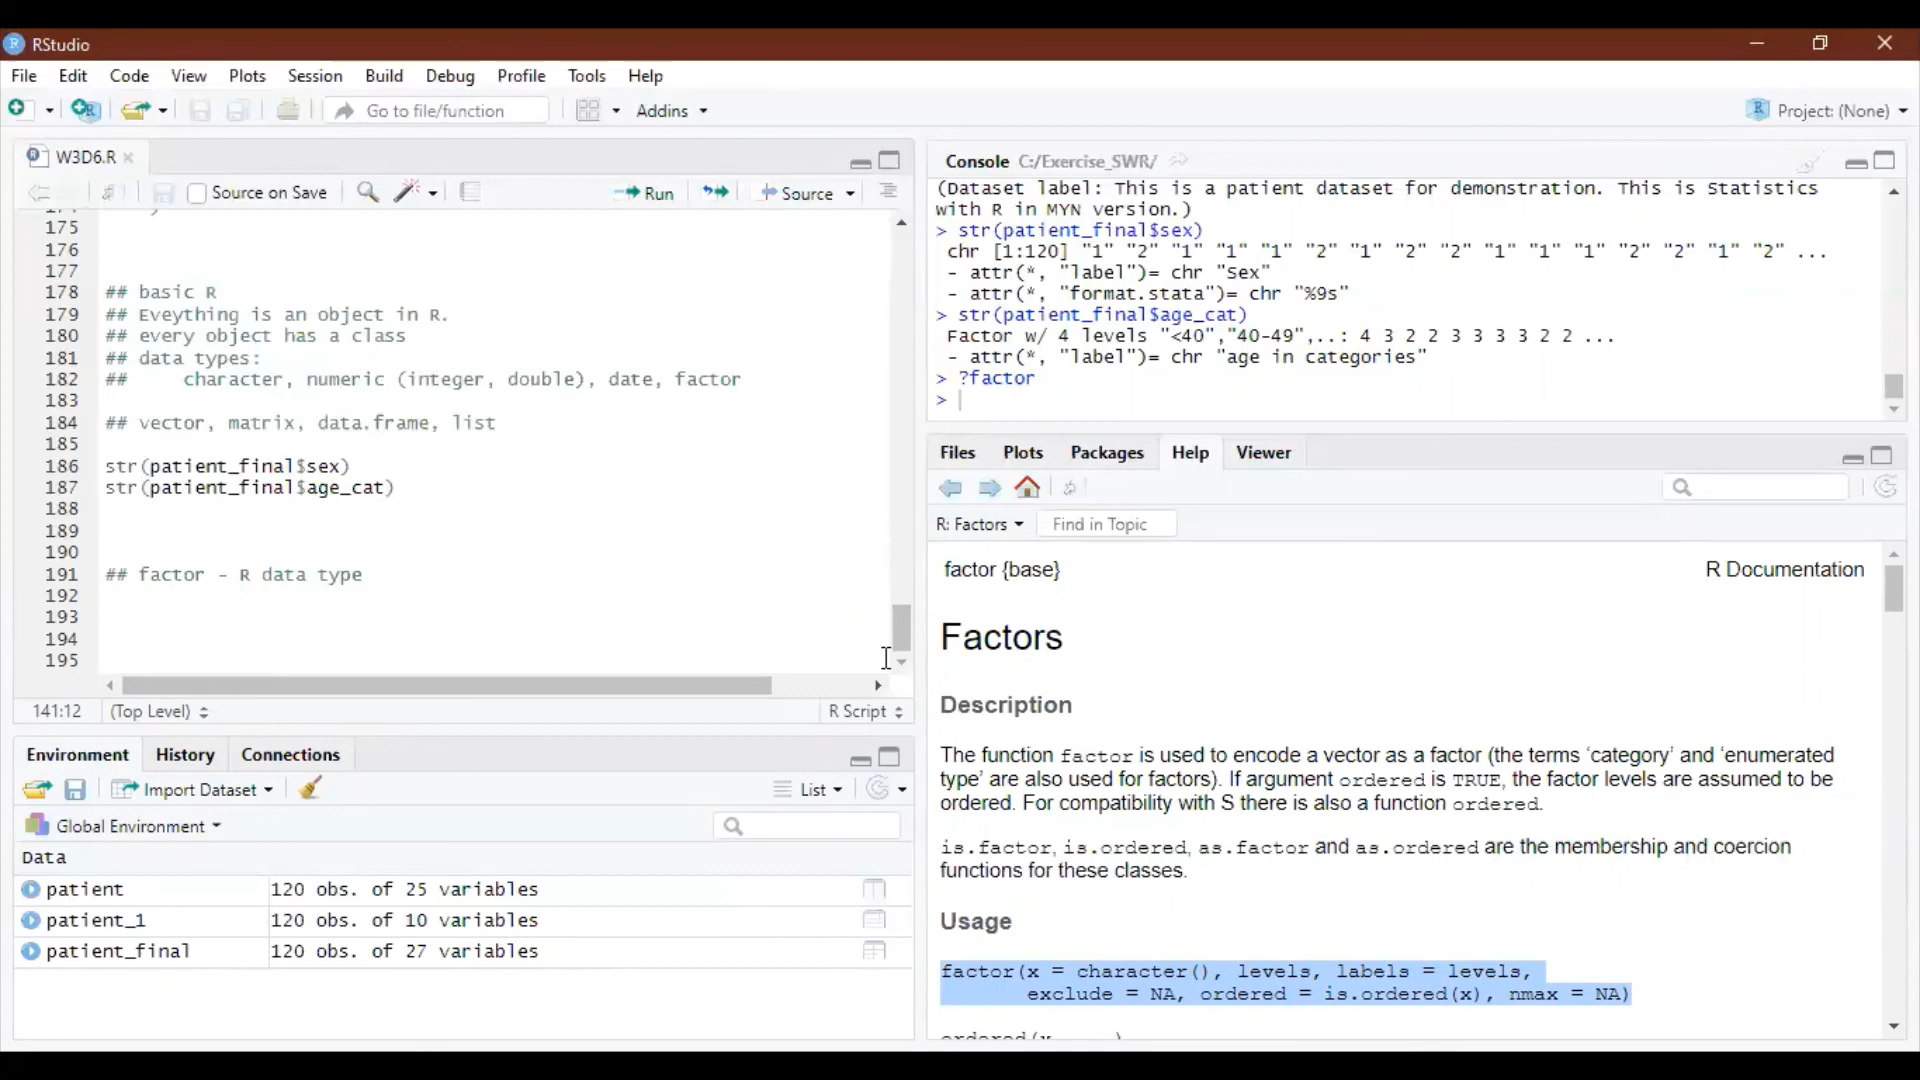 RStudio
File Edit Code View Plots Session Build Debug Profile Tools Help
Go to file/function Addins Project: (None)
W3D6.R
Source on Save Run Source
175
176
177
178 ## basic R
179 ## Eveything is an object in R.
180 ## every object has a class
181 ## data types:
182 ##     character, numeric (integer, double), date, factor
183
184 ## vector, matrix, data.frame, list
185
186 str(patient_final$sex)
187 str(patient_final$age_cat)
188
189
190
191 ## factor - R data type
192
193
194
195
141:12 (Top Level) R Script
Environment History Connections
Import Dataset List
Global Environment
Data
patient 120 obs. of 25 variables
patient_1 120 obs. of 10 variables
patient_final 120 obs. of 27 variables
Console C:/Exercise_SWR/
(Dataset label: This is a patient dataset for demonstration. This is Statistics
with R in MYN version.)
> str(patient_final$sex)
chr [1:120] "1" "2" "1" "1" "1" "2" "1" "2" "2" "1" "1" "1" "2" "2" "1" "2" ...
- attr(*, "label")= chr "Sex"
- attr(*, "format.stata")= chr "%9s"
> str(patient_final$age_cat)
Factor w/ 4 levels "<40","40-49",..: 4 3 2 2 3 3 3 3 2 2 ...
- attr(*, "label")= chr "age in categories"
> ?factor
>
Files Plots Packages Help Viewer
R: Factors Find in Topic
factor {base} R Documentation
Factors
Description
The function factor is used to encode a vector as a factor (the terms ‘category’ and ‘enumerated
type’ are also used for factors). If argument ordered is TRUE, the factor levels are assumed to be
ordered. For compatibility with S there is also a function ordered.
is.factor, is.ordered, as.factor and as.ordered are the membership and coercion
functions for these classes.
Usage
factor(x = character(), levels, labels = levels,
exclude = NA, ordered = is.ordered(x), nmax = NA)